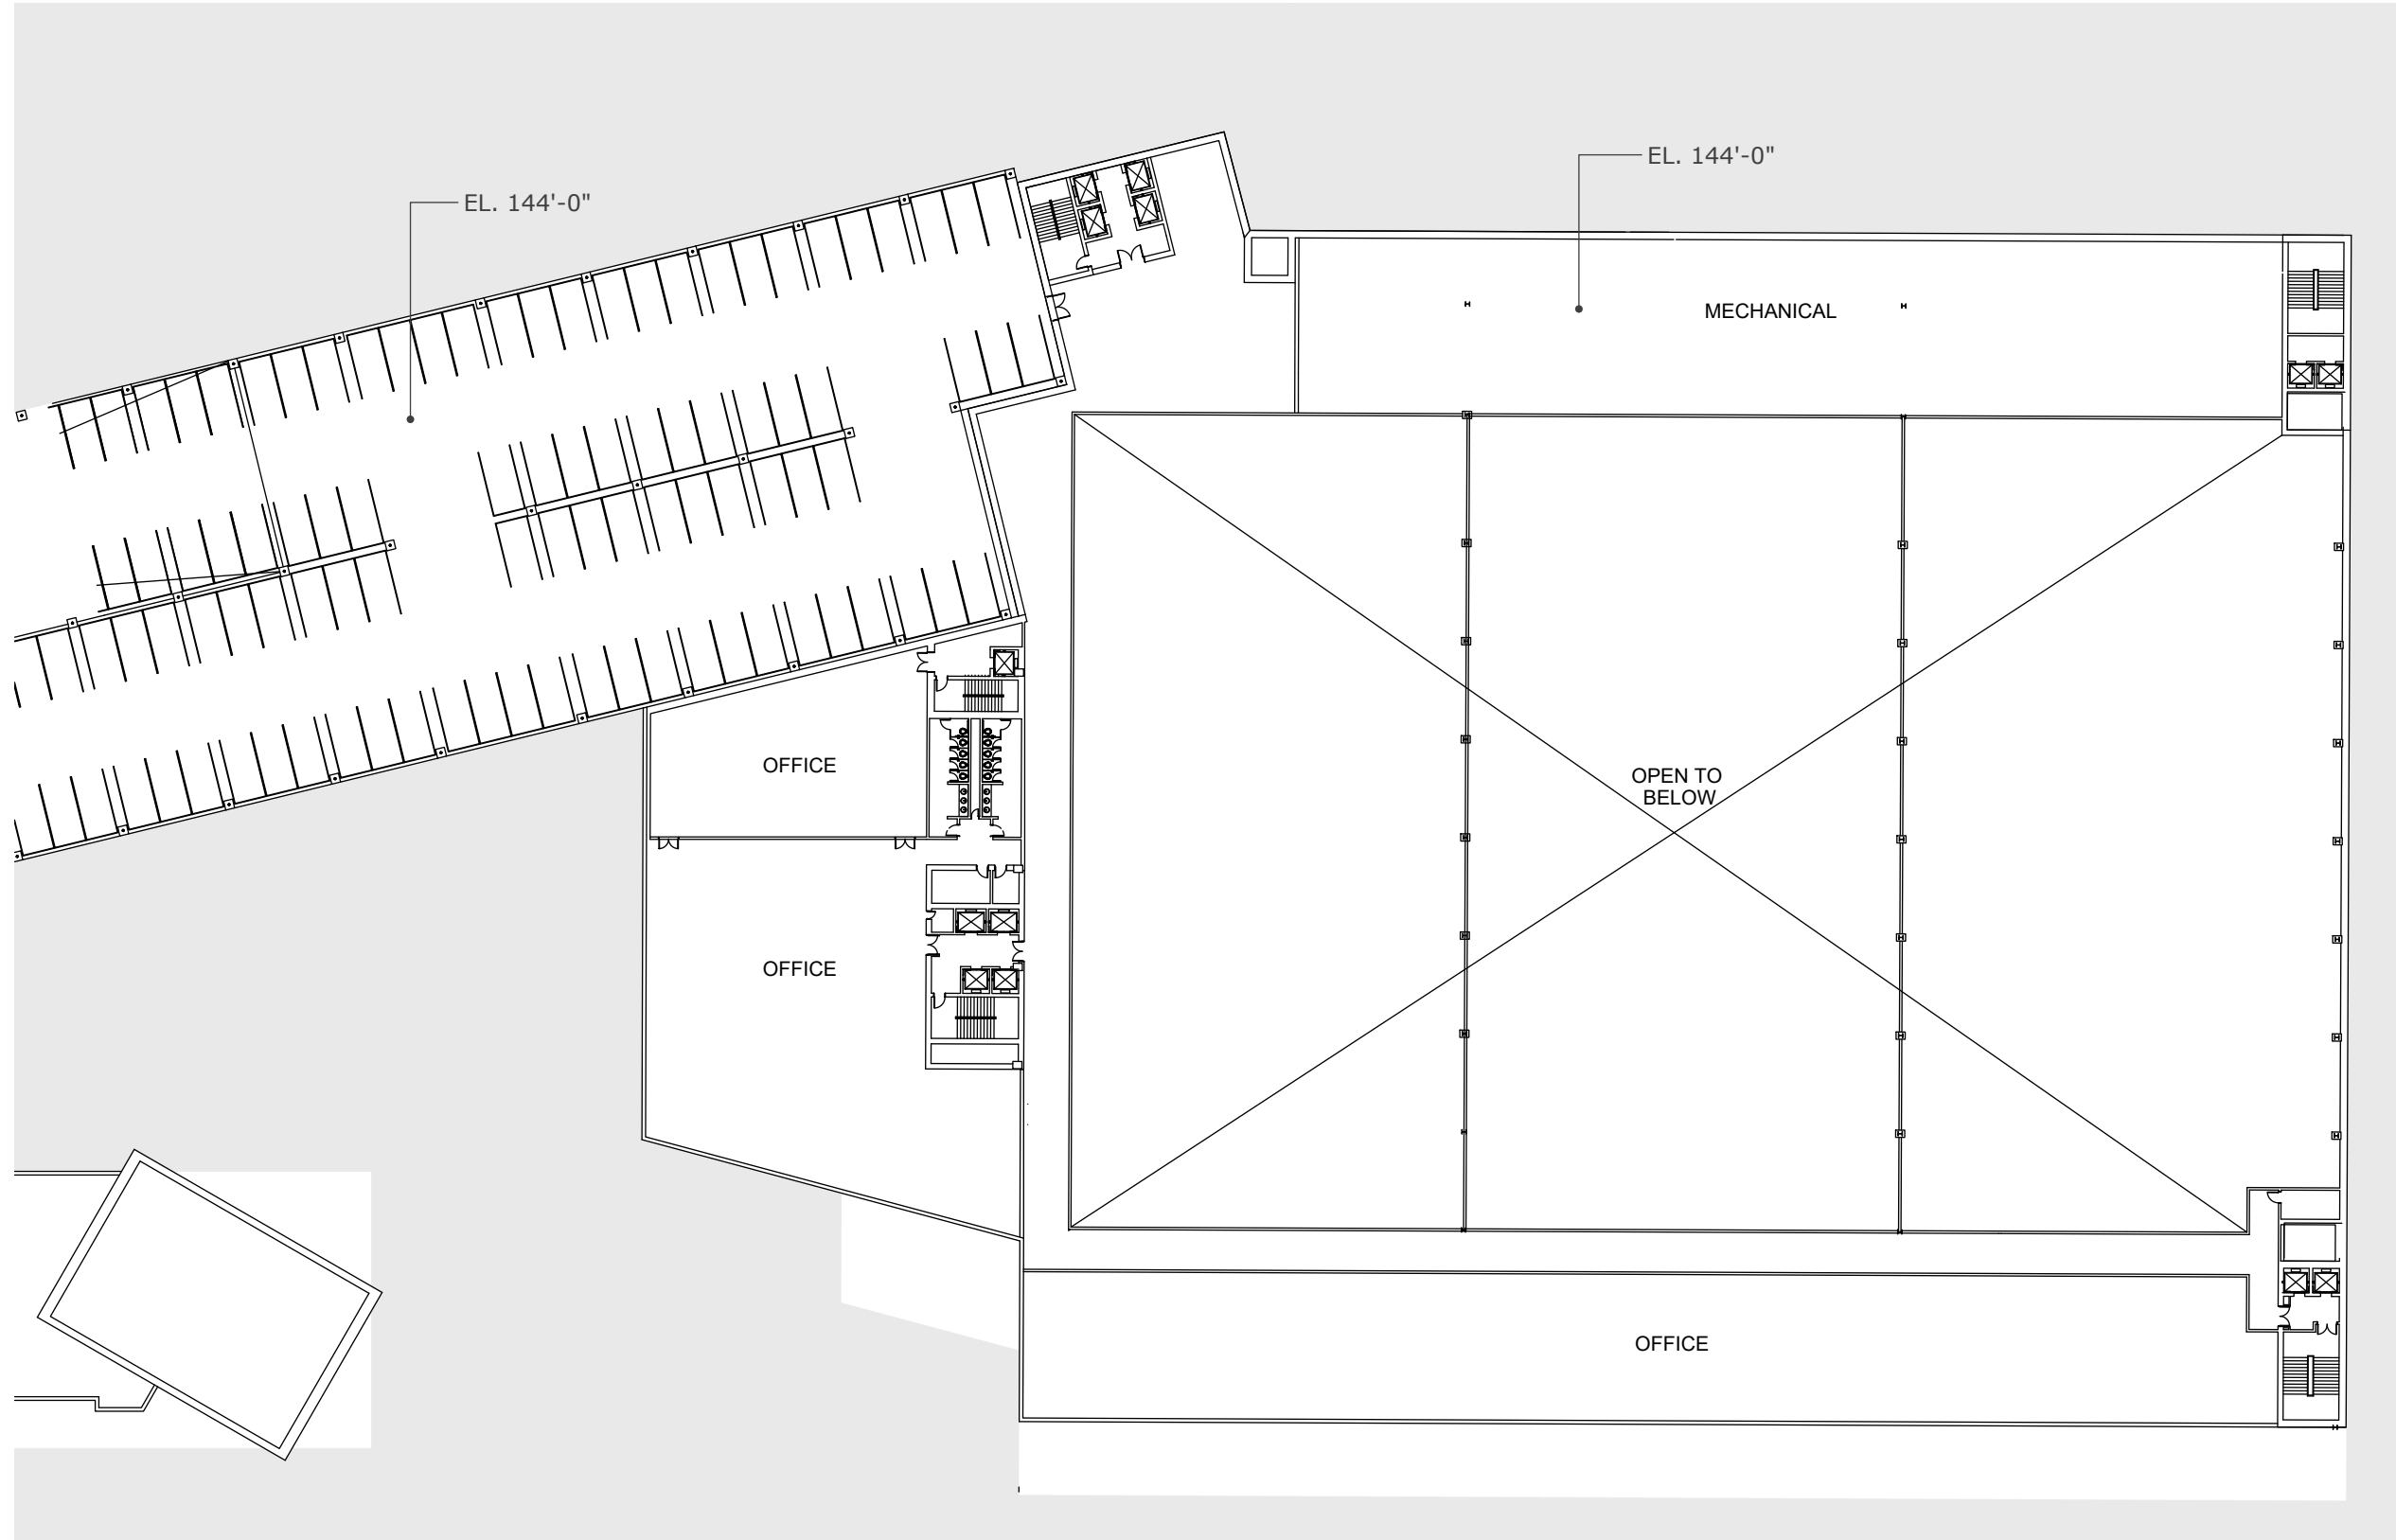 EL. 144'-0"
EL. 144'-0"
MECHANICAL
OFFICE
OPEN TO
BELOW
OFFICE
OFFICE